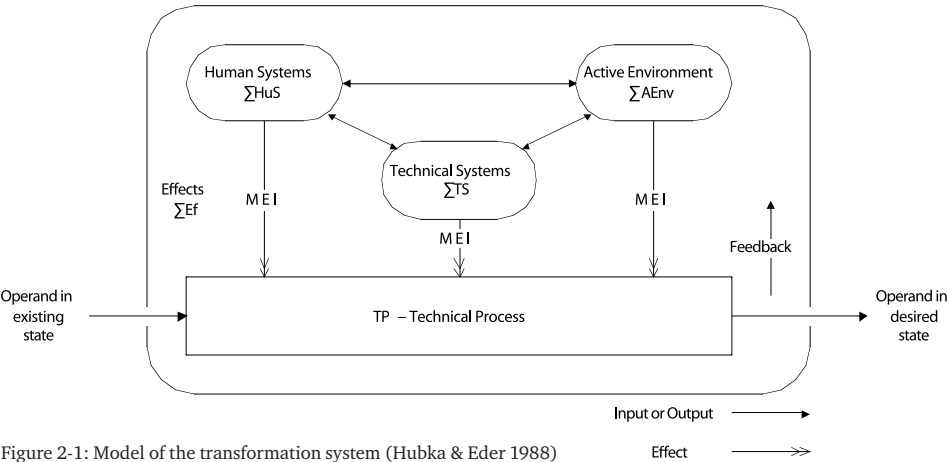 Human Systems
∑HuS
Active Environment
∑AEnv
Technical Systems
∑TS
Effects
∑Ef
M E I
M E I
M E I
Feedback
Operand in
existing
state
TP – Technical Process
Operand in
desired
state
Input or Output
Effect
Figure 2-1: Model of the transformation system (Hubka & Eder 1988)